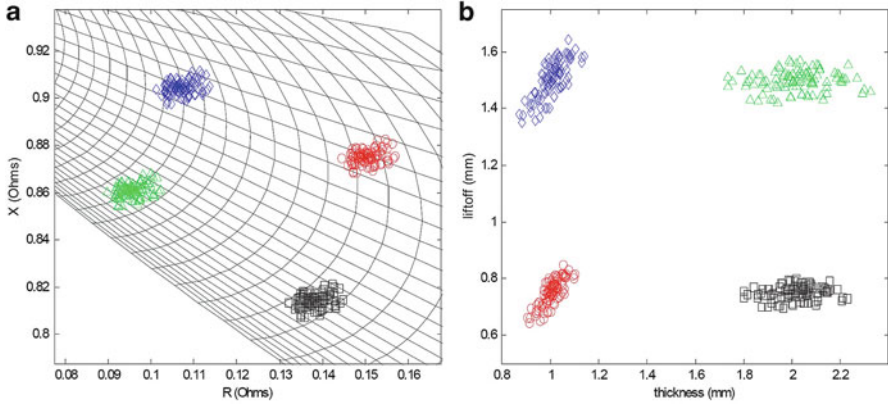 a
0.92
0.9
0.88
0.86
0.84
0.82
0.8
X (Ohms)
0.08 0.09 0.1 0.11 0.12 0.13 0.14 0.15 0.16
R (Ohms)
b
1.6
1.4
1.2
1
0.8
0.6
liftoff (mm)
0.8 1 1.2 1.4 1.6 1.8 2 2.2
thickness (mm)